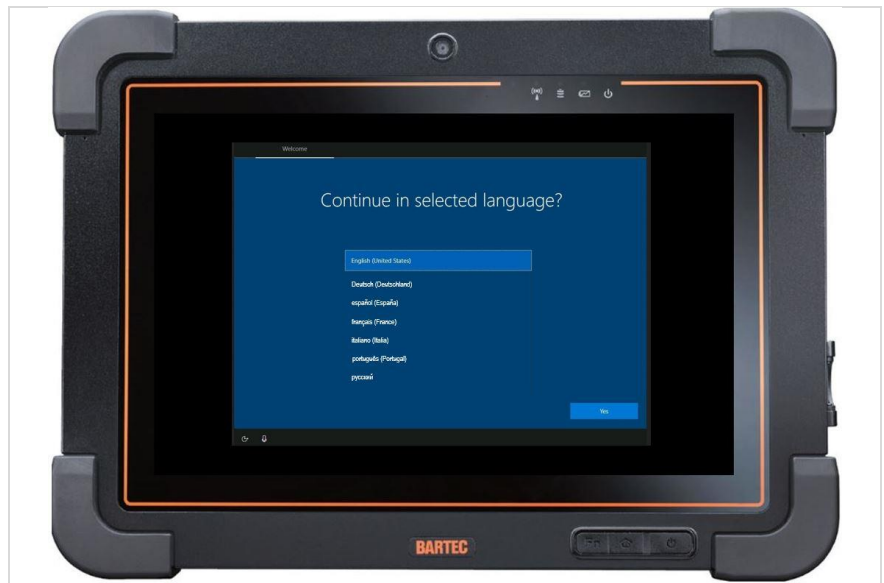 Welcome
Continue in selected language?
English (United States)
Deutsch (Deutschland)
español (España)
français (France)
italiano (Italia)
português (Portugal)
русский
Yes
BARTEC